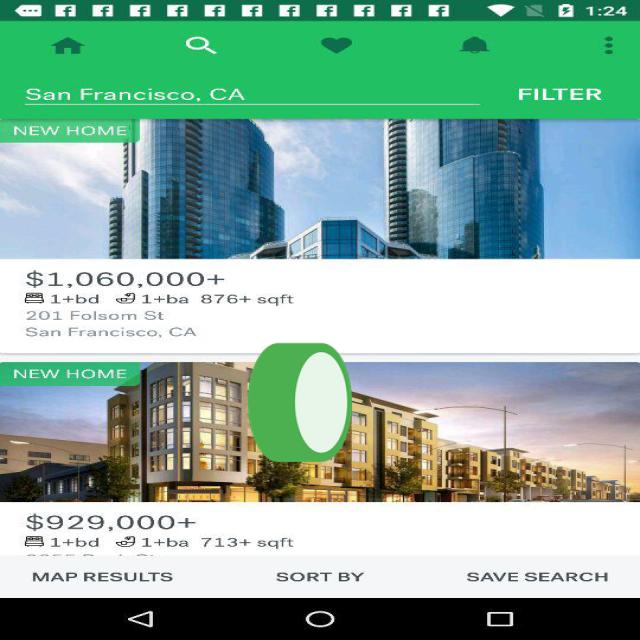 1:24
San Francisco, CA
FILTER
NEW HOME
$1,060,000+
1+bd 1+ba 876+ sqft
201 Folsom St
San Francisco, CA
NEW HOME
$929,000+
1+bd 1+ba 713+ sqft
MAP RESULTS SORT BY SAVE SEARCH